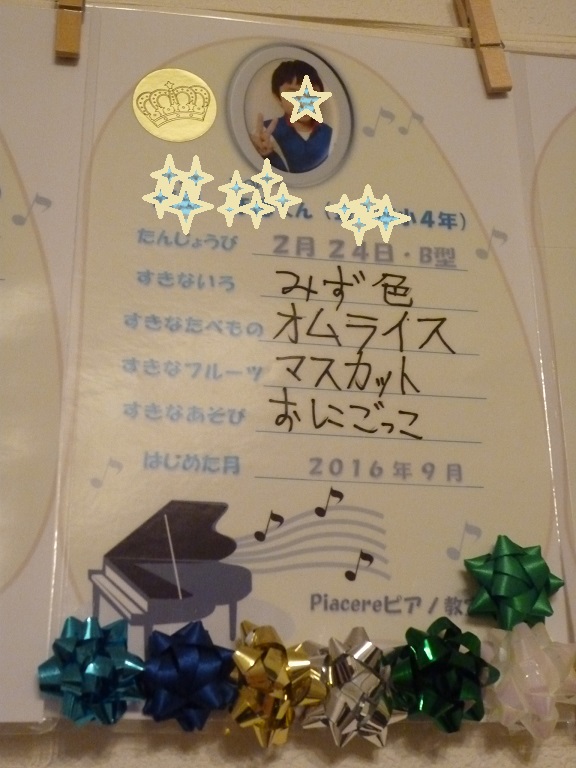 くん（ 小4年）
たんじょうび 2月24日・B型
すきないろ みず色
すきなたべもの オムライス
すきなフルーツ マスカット
すきなあそび おにごっこ
はじめた月 2016年9月
Piacereピアノ教